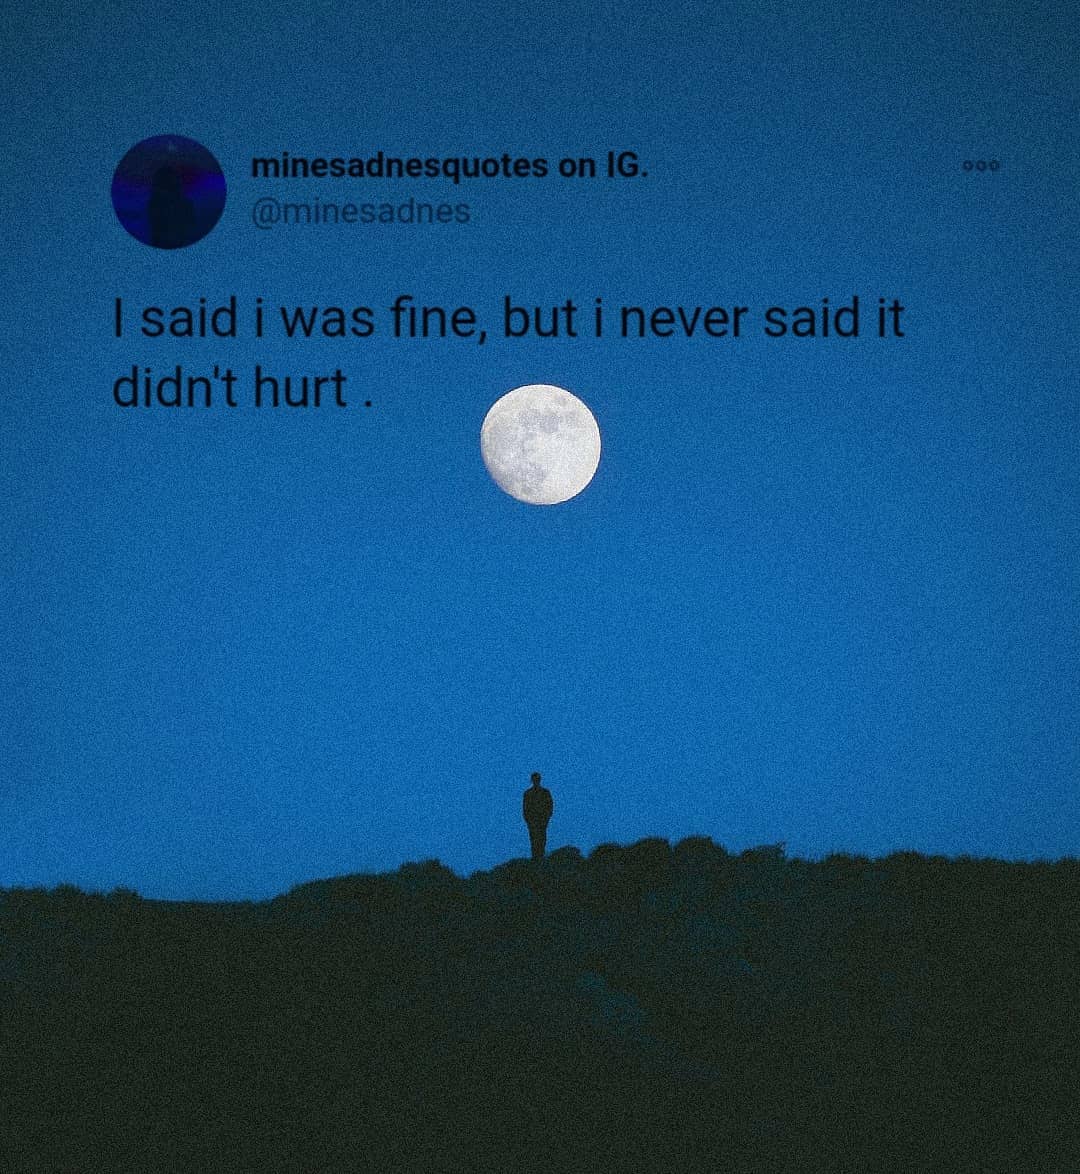 minesadnesquotes on IG.
@minesadnes
I said i was fine, but i never said it
didn't hurt .